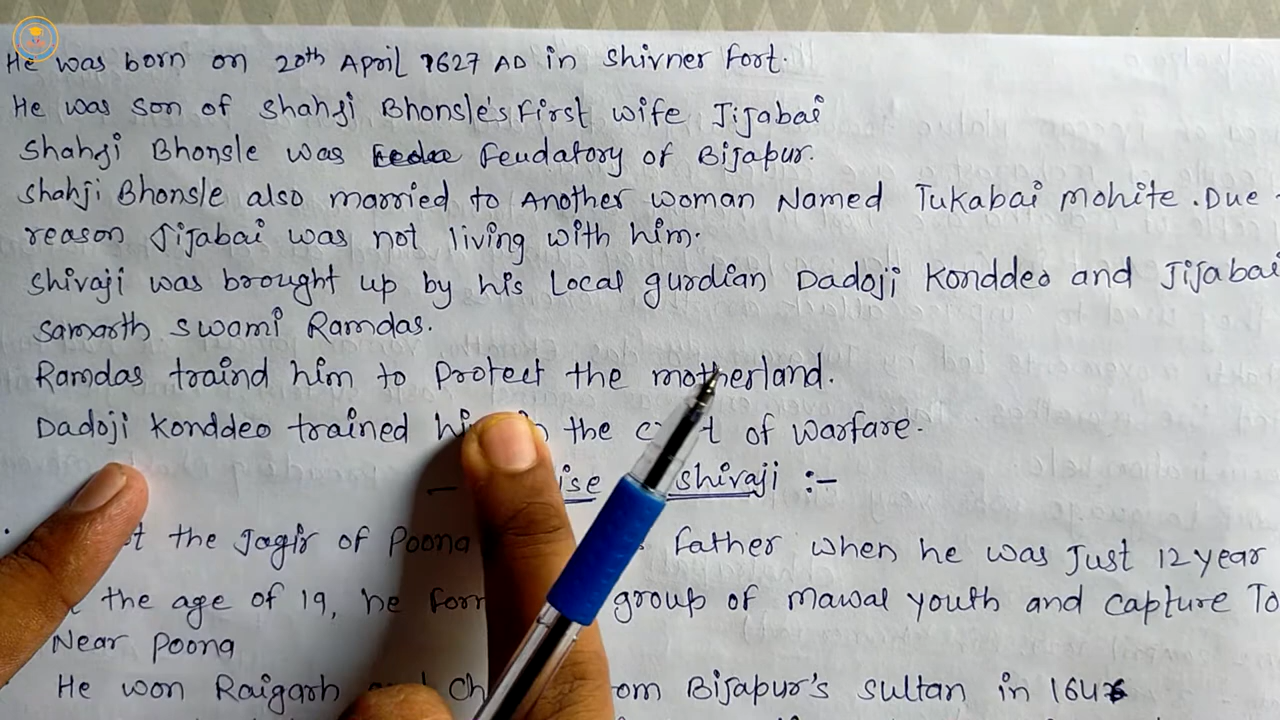 He was born on 20th April 1627 AD in Shivner Fort.
He was son of Shahji Bhonsle's First wife Jijabai
Shahji Bhonsle was Feudatory of Bijapur.
Shahji Bhonsle also married to Another woman Named Tukabai Mohite. Due
reason Jijabai was not living with him.
Shivaji was brought up by his Local gurdian Dadoji Konddeo and Jijabai
Samarth Swami Ramdas.
Ramdas traind him to Protect the motherland.
Dadoji Konddeo trained the of warfare.
shivaji :-
the Jagir of Poona father when he was Just 12 year
the age of 19, he group of mawal youth and capture To
Near Poona
He won Raigarh Bijapur's Sultan in